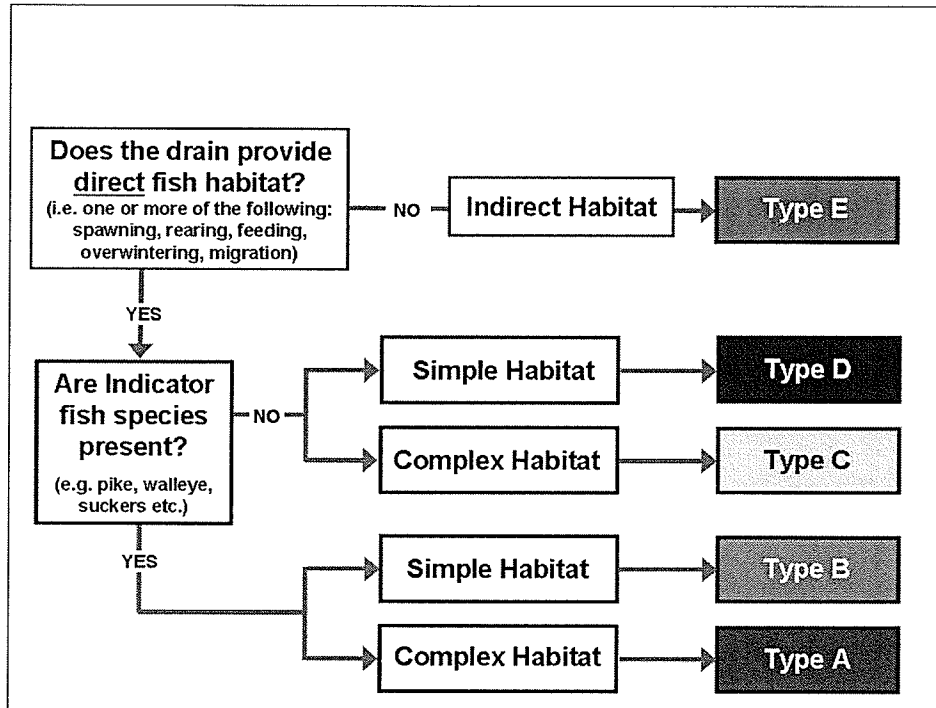 Does the drain provide
direct fish habitat?
(i.e. one or more of the following:
spawning, rearing, feeding,
overwintering, migration)
NO
Indirect Habitat
Type E
YES
Are Indicator
fish species
present?
(e.g. pike, walleye,
suckers etc.)
NO
Simple Habitat
Type D
Complex Habitat
Type C
YES
Simple Habitat
Type B
Complex Habitat
Type A